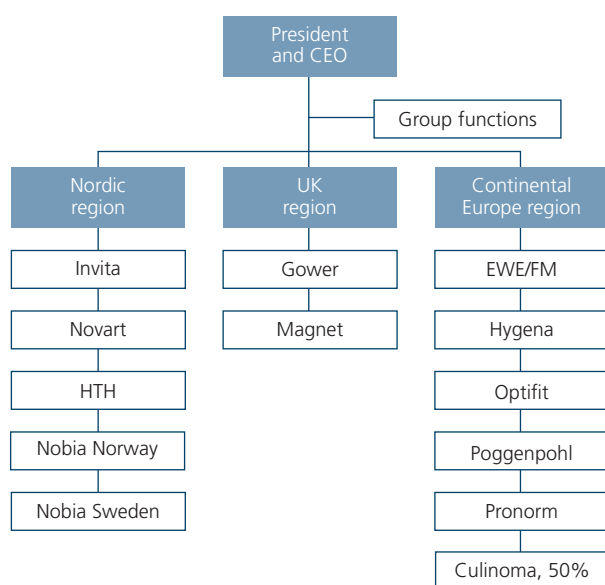 President
and CEO
Group functions
Nordic
region
Invita
Novart
HTH
Nobia Norway
Nobia Sweden
UK
region
Gower
Magnet
Continental
Europe region
EWE/FM
Hygena
Optifit
Poggenpohl
Pronorm
Culinoma, 50%